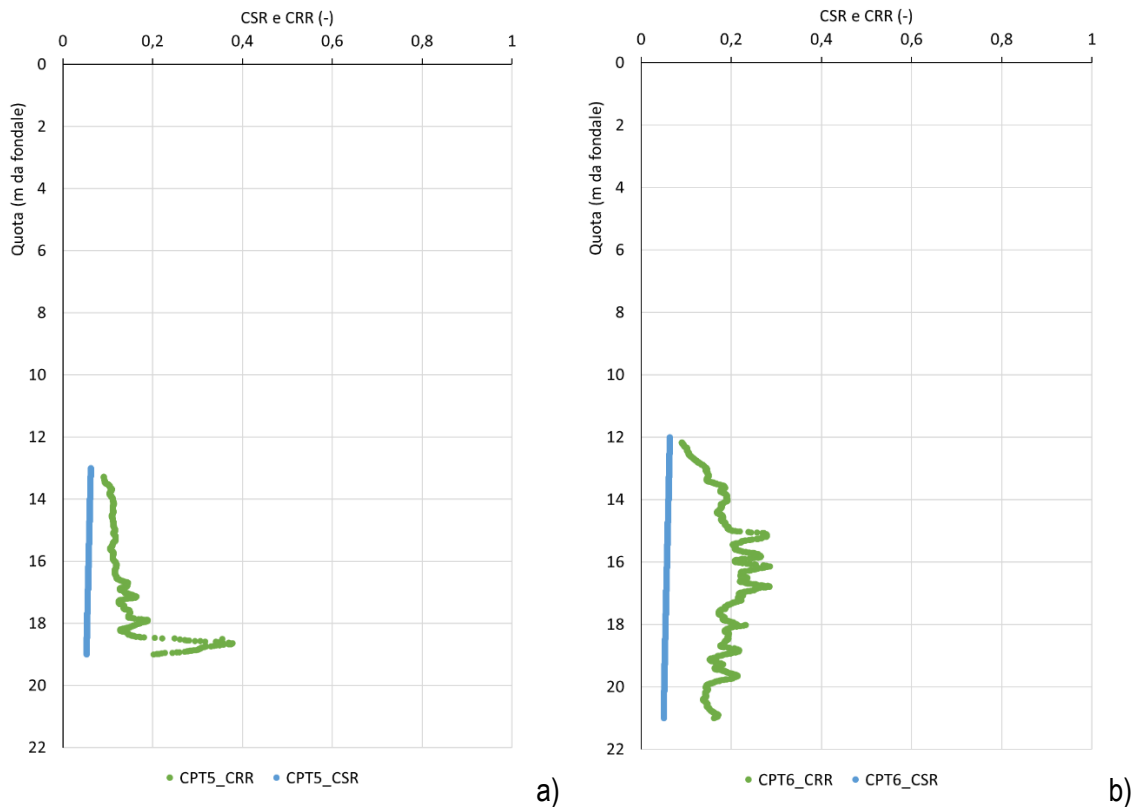 CSR e CRR (-)
0 0,2 0,4 0,6 0,8 1
Quota (m da fondale)
0
2
4
6
8
10
12
14
16
18
20
22
CPT5_CRR CPT5_CSR
a)
CSR e CRR (-)
0 0,2 0,4 0,6 0,8 1
Quota (m da fondale)
0
2
4
6
8
10
12
14
16
18
20
22
CPT6_CRR CPT6_CSR
b)